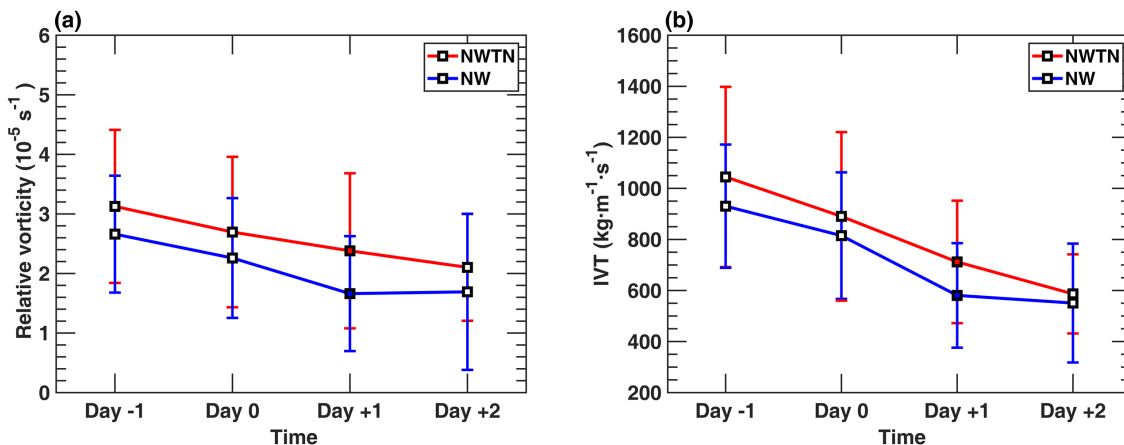 (a)
6
5
4
3
2
1
0
Relative vorticity (10⁻⁵ s⁻¹)
NWTN
NW
Day -1 Day 0 Day +1 Day +2
Time
(b)
1600
1400
1200
1000
800
600
400
200
IVT (kg·m⁻¹·s⁻¹)
NWTN
NW
Day -1 Day 0 Day +1 Day +2
Time